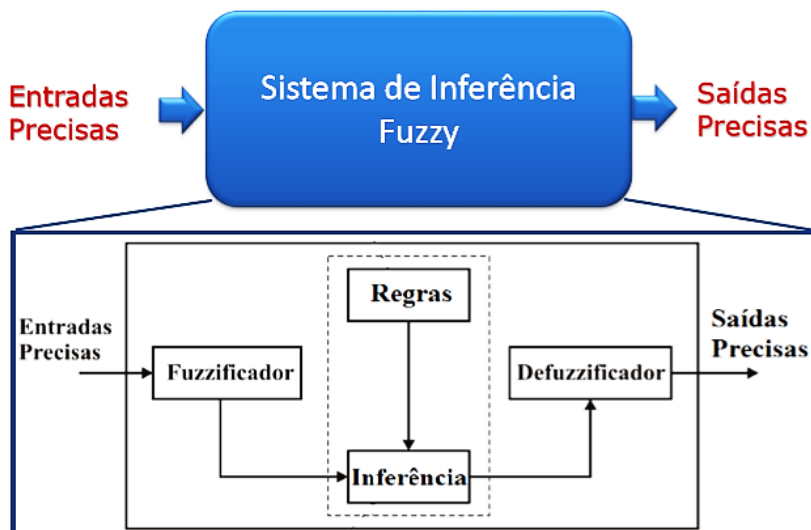 Sistema de Inferência
Fuzzy
Entradas
Precisas
Saídas
Precisas
Regras
Entradas
Precisas
Fuzzificador
Inferência
Defuzzificador
Saídas
Precisas